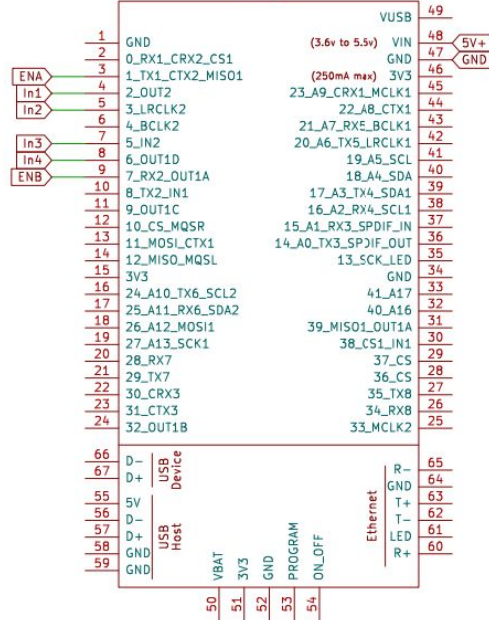 VUSB 49
1 GND (3.6v to 5.5v) VIN 48 5V+
2 0_RX1_CRX2_CS1 GND 47 GND
ENA 3 1_TX1_CTX2_MISO1 (250mA max) 3V3 46
In1 4 2_OUT2 23_A9_CRX1_MCLK1 45
In2 5 3_LRCLK2 22_A8_CTX1 44
6 4_BCLK2 21_A7_RX5_BCLK1 43
In3 7 5_IN2 20_A6_TX5_LRCLK1 42
In4 8 6_OUT1D 19_A5_SCL 41
ENB 9 7_RX2_OUT1A 18_A4_SDA 40
10 8_TX2_IN1 17_A3_TX4_SDA1 39
11 9_OUT1C 16_A2_RX4_SCL1 38
12 10_CS_MQSR 15_A1_RX3_SPDIF_IN 37
13 11_MOSI_CTX1 14_A0_TX3_SPDIF_OUT 36
14 12_MISO_MQSL 13_SCK_LED 35
15 3V3 GND 34
16 24_A10_TX6_SCL2 41_A17 33
17 25_A11_RX6_SDA2 40_A16 32
18 26_A12_MOSI1 39_MISO1_OUT1A 31
19 27_A13_SCK1 38_CS1_IN1 30
20 28_RX7 37_CS 29
21 29_TX7 36_CS 28
22 30_CRX3 35_TX8 27
23 31_CTX3 34_RX8 26
24 32_OUT1B 33_MCLK2 25
66 D-
67 D+
USB Device
55 5V
56 D-
57 D+
58 GND
59 GND
USB Host
R- 65
GND 64
T+ 63
T- 62
LED 61
R+ 60
Ethernet
VBAT 3V3 GND PROGRAM ON_OFF
50 51 52 53 54